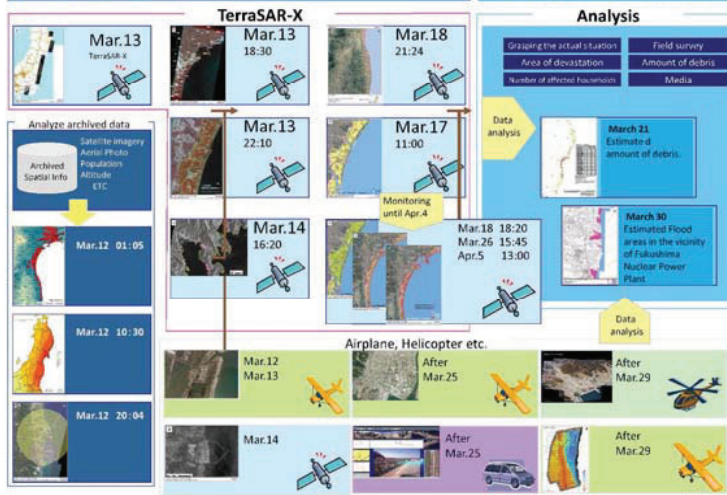 TerraSAR-X
Analysis
Mar.13
TerraSAR-X
Mar.13
18:30
Mar.18
21:24
Grasping the actual situation
Field survey
Area of devastation
Amount of debris
Number of affected households
Media
Analyze archived data
Archived
Spatial Info
Satellite imagery
Aerial Photo
Population
Altitude
ETC
Mar.13
22:10
Mar.17
11:00
Data
analysis
March 21
Estimated
amount of debris.
Mar.12 01:05
Mar.14
16:20
Monitoring
until Apr.4
Mar.18 18:20
Mar.26 15:45
Apr.5 13:00
March 30
Estimated Flood
areas in the vicinity
of Fukushima
Nuclear Power
Plant
Mar.12 10:30
Data
analysis
Airplane, Helicopter etc.
Mar.12
Mar.13
After
Mar.25
After
Mar.29
Mar.12 20:04
Mar.14
After
Mar.25
After
Mar.29